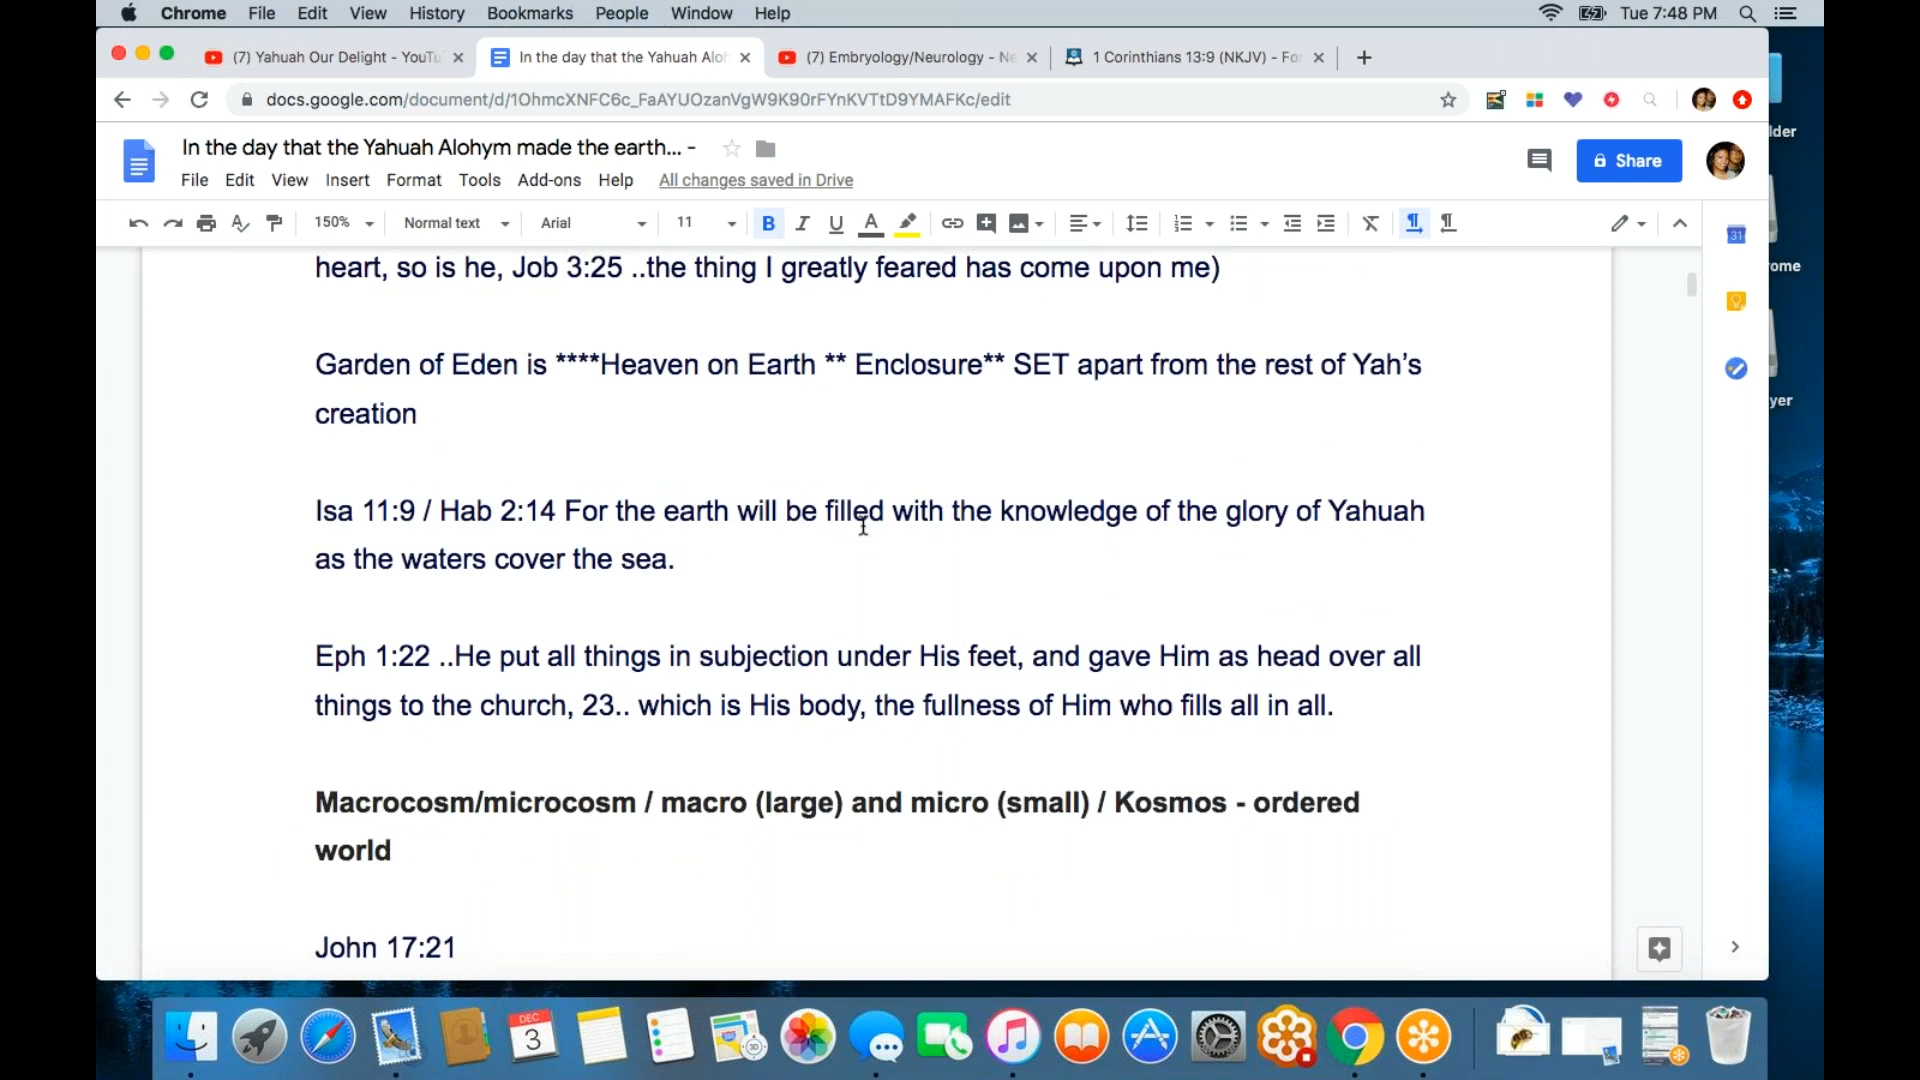 Chrome File Edit View History Bookmarks People Window Help Tue 7:48 PM
(7) Yahuah Our Delight - YouTu
In the day that the Yahuah Aloh
(7) Embryology/Neurology - Ne
1 Corinthians 13:9 (NKJV) - For
docs.google.com/document/d/1OhmcXNFC6c_FaAYUOzanVgW9K90rFYnKVTtD9YMAFKc/edit
In the day that the Yahuah Alohym made the earth... -
Share
File Edit View Insert Format Tools Add-ons Help All changes saved in Drive
150% Normal text Arial 11 B I U A
31
heart, so is he, Job 3:25 ..the thing I greatly feared has come upon me)
Garden of Eden is ****Heaven on Earth ** Enclosure** SET apart from the rest of Yah’s
creation
Isa 11:9 / Hab 2:14 For the earth will be filled with the knowledge of the glory of Yahuah
as the waters cover the sea.
Eph 1:22 ..He put all things in subjection under His feet, and gave Him as head over all
things to the church, 23.. which is His body, the fullness of Him who fills all in all.
Macrocosm/microcosm / macro (large) and micro (small) / Kosmos - ordered
world
John 17:21
lder
ome
yer
DEC
3